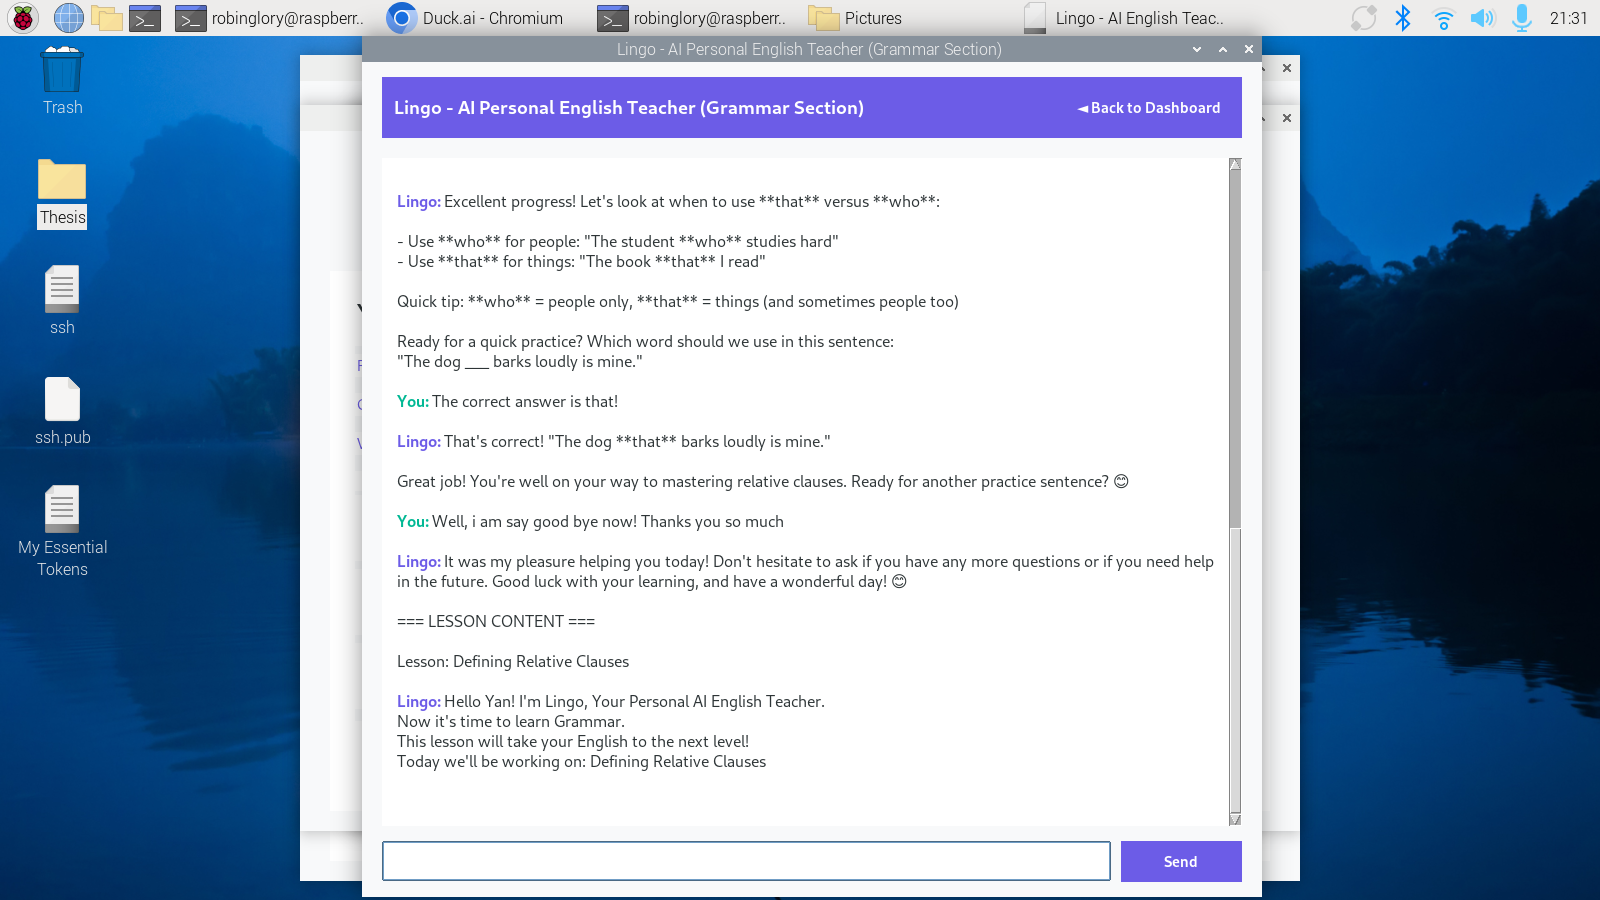 robinglory@raspberr..
Duck.ai - Chromium
robinglory@raspberr..
Pictures
Lingo - AI English Teac..
21:31
Trash
Thesis
ssh
ssh.pub
My Essential
Tokens
Lingo - AI Personal English Teacher (Grammar Section)
Lingo - AI Personal English Teacher (Grammar Section)
◄ Back to Dashboard
Lingo: Excellent progress! Let's look at when to use **that** versus **who**:
- Use **who** for people: "The student **who** studies hard"
- Use **that** for things: "The book **that** I read"
Quick tip: **who** = people only, **that** = things (and sometimes people too)
Ready for a quick practice? Which word should we use in this sentence:
"The dog ___ barks loudly is mine."
You: The correct answer is that!
Lingo: That's correct! "The dog **that** barks loudly is mine."
Great job! You're well on your way to mastering relative clauses. Ready for another practice sentence? 😊
You: Well, i am say good bye now! Thanks you so much
Lingo: It was my pleasure helping you today! Don't hesitate to ask if you have any more questions or if you need help
in the future. Good luck with your learning, and have a wonderful day! 😊
=== LESSON CONTENT ===
Lesson: Defining Relative Clauses
Lingo: Hello Yan! I'm Lingo, Your Personal AI English Teacher.
Now it's time to learn Grammar.
This lesson will take your English to the next level!
Today we'll be working on: Defining Relative Clauses
Send